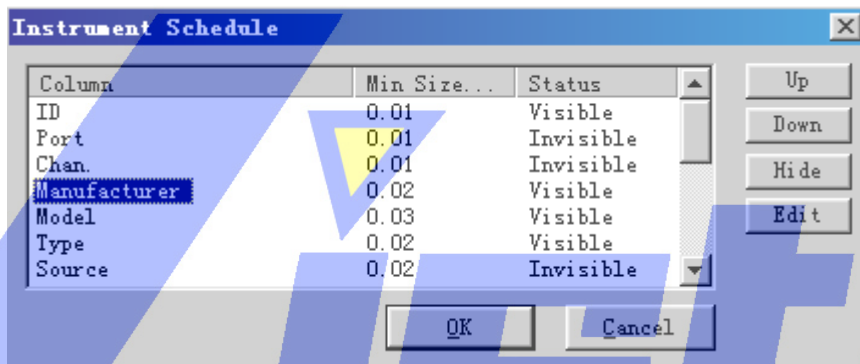 Instrument Schedule
Column Min Size... Status
ID 0.01 Visible
Port 0.01 Invisible
Chan. 0.01 Invisible
Manufacturer 0.02 Visible
Model 0.03 Visible
Type 0.02 Visible
Source 0.02 Invisible
Up
Down
Hide
Edit
OK
Cancel